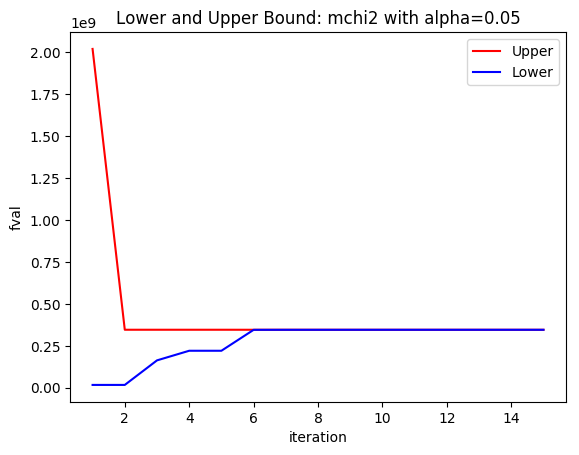 Lower and Upper Bound: mchi2 with alpha=0.05
1e9
2.00
1.75
1.50
1.25
1.00
0.75
0.50
0.25
0.00
fval
Upper
Lower
2 4 6 8 10 12 14
iteration